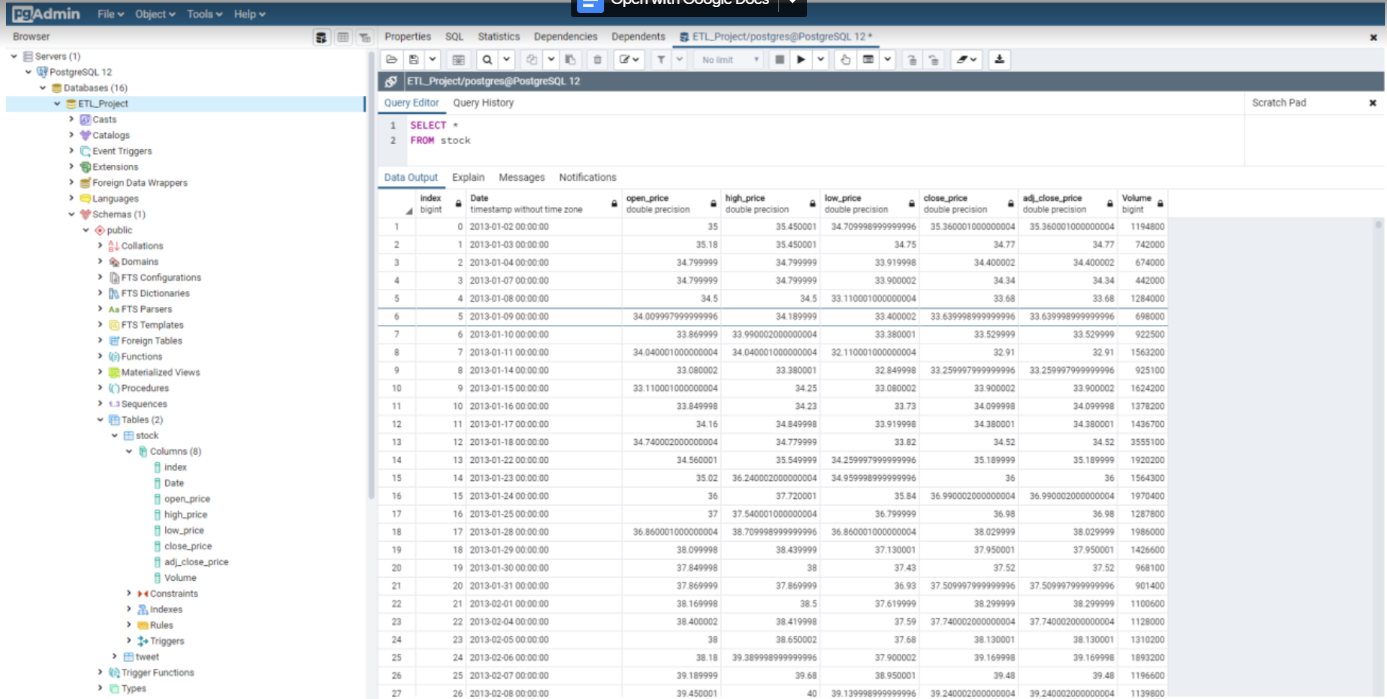 Open with Google Docs
pgAdmin File Object Tools Help
Browser
Properties SQL Statistics Dependencies Dependents ETL_Project/postgres@PostgreSQL 12 *
No limit
ETL_Project/postgres@PostgreSQL 12
Query Editor Query History
Scratch Pad
1 SELECT *
2 FROM stock
Data Output Explain Messages Notifications
Servers (1)
PostgreSQL 12
Databases (16)
ETL_Project
Casts
Catalogs
Event Triggers
Extensions
Foreign Data Wrappers
Languages
Schemas (1)
public
Collations
Domains
FTS Configurations
FTS Dictionaries
FTS Parsers
FTS Templates
Foreign Tables
Functions
Materialized Views
Procedures
Sequences
Tables (2)
stock
Columns (8)
index
Date
open_price
high_price
low_price
close_price
adj_close_price
Volume
Constraints
Indexes
Rules
Triggers
tweet
Trigger Functions
Types
index Date open_price high_price low_price close_price adj_close_price Volume
bigint timestamp without time zone double precision double precision double precision double precision double precision bigint
1 0 2013-01-02 00:00:00 35 35.450001 34.709998999999996 35.360001000000004 35.360001000000004 1194800
2 1 2013-01-03 00:00:00 35.18 35.450001 34.75 34.77 34.77 742000
3 2 2013-01-04 00:00:00 34.799999 34.799999 33.919998 34.400002 34.400002 674000
4 3 2013-01-07 00:00:00 34.799999 34.799999 33.900002 34.34 34.34 442000
5 4 2013-01-08 00:00:00 34.5 34.5 33.110001000000004 33.68 33.68 1284000
6 5 2013-01-09 00:00:00 34.009997999999996 34.189999 33.400002 33.639998999999996 33.639998999999996 698000
7 6 2013-01-10 00:00:00 33.869999 33.990002000000004 33.380001 33.529999 33.529999 922500
8 7 2013-01-11 00:00:00 34.040001000000004 34.040001000000004 32.110001000000004 32.91 32.91 1563200
9 8 2013-01-14 00:00:00 33.080002 33.380001 32.849998 33.259997999999996 33.259997999999996 925100
10 9 2013-01-15 00:00:00 33.110001000000004 34.25 33.080002 33.900002 33.900002 1624200
11 10 2013-01-16 00:00:00 33.849998 34.23 33.73 34.099998 34.099998 1378200
12 11 2013-01-17 00:00:00 34.16 34.849998 33.919998 34.380001 34.380001 1436700
13 12 2013-01-18 00:00:00 34.740002000000004 34.779999 33.82 34.52 34.52 3555100
14 13 2013-01-22 00:00:00 34.560001 35.549999 34.259997999999996 35.189999 35.189999 1920200
15 14 2013-01-23 00:00:00 35.02 36.240002000000004 34.959998999999996 36 36 1564300
16 15 2013-01-24 00:00:00 36 37.720001 35.84 36.990002000000004 36.990002000000004 1970400
17 16 2013-01-25 00:00:00 37 37.540001000000004 36.799999 36.98 36.98 1287800
18 17 2013-01-28 00:00:00 36.860001000000004 38.709998999999996 36.860001000000004 38.029999 38.029999 1986000
19 18 2013-01-29 00:00:00 38.099998 38.439999 37.130001 37.950001 37.950001 1426600
20 19 2013-01-30 00:00:00 37.849998 38 37.43 37.52 37.52 968100
21 20 2013-01-31 00:00:00 37.869999 37.869999 36.93 37.509997999999996 37.509997999999996 901400
22 21 2013-02-01 00:00:00 38.169998 38.5 37.619999 38.299999 38.299999 1100600
23 22 2013-02-04 00:00:00 38.400002 38.419998 37.59 37.740002000000004 37.740002000000004 1128000
24 23 2013-02-05 00:00:00 38 38.650002 37.68 38.130001 38.130001 1310200
25 24 2013-02-06 00:00:00 38.18 39.389998999999996 37.900002 39.169998 39.169998 1893200
26 25 2013-02-07 00:00:00 39.189999 39.68 38.950001 39.48 39.48 1196600
27 26 2013-02-08 00:00:00 39.450001 40 39.139998999999996 39.240002000000004 39.240002000000004 1139800